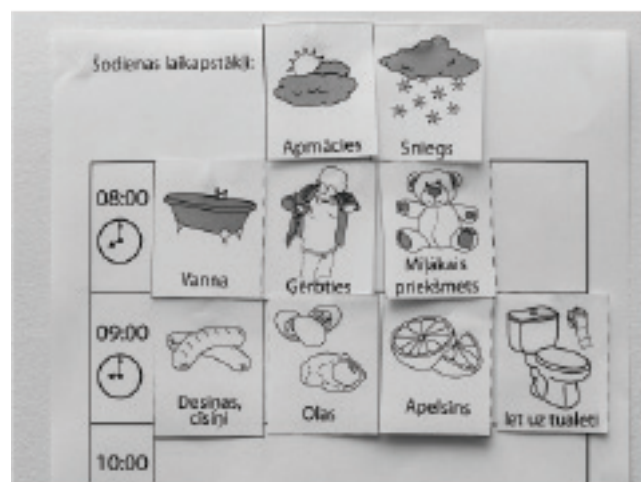 Šodienas laikapstākļi:
Apmācies
Sniegs
08:00
Vanna
Ģērbties
Mīļākais
priekšmets
09:00
Desiņas,
cīsiņi
Olas
Apelsīns
Iet uz tualeti
10:00